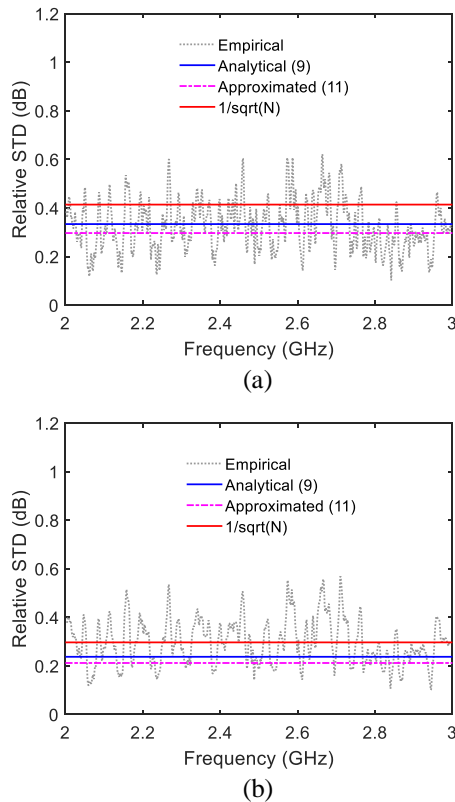 1.2
1
0.8
0.6
0.4
0.2
0
Relative STD (dB)
Empirical
Analytical (9)
Approximated (11)
1/sqrt(N)
2 2.2 2.4 2.6 2.8 3
Frequency (GHz)
(a)
1.2
1
0.8
0.6
0.4
0.2
0
Relative STD (dB)
Empirical
Analytical (9)
Approximated (11)
1/sqrt(N)
2 2.2 2.4 2.6 2.8 3
Frequency (GHz)
(b)